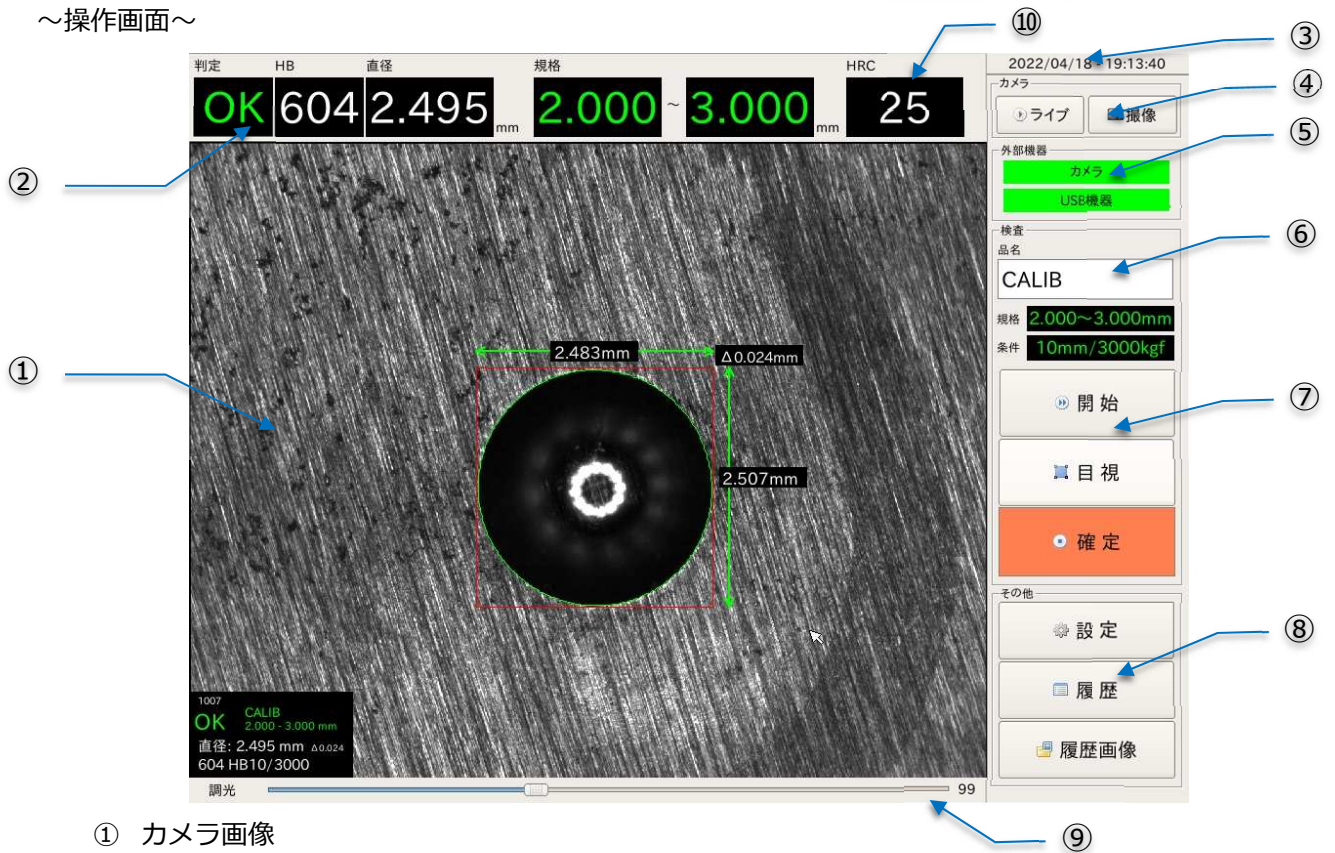 ～操作画面～
⑩
③
判定 HB 直径 規格 HRC
2022/04/18 - 19:13:40
OK 604 2.495 mm 2.000 ~ 3.000 mm 25
カメラ
④
ライブ 撮像
⑤
外部機器
カメラ
②
USB機器
⑥
検査
品名
CALIB
規格 2.000～3.000mm
条件 10mm/3000kgf
①
2.483mm
Δ0.024mm
⑦
開始
2.507mm
目視
確定
その他
⑧
設定
履歴
1007
OK CALIB
2.000 - 3.000 mm
直径: 2.495 mm Δ0.024
604 HB10/3000
履歴画像
調光 99
① カメラ画像
⑨